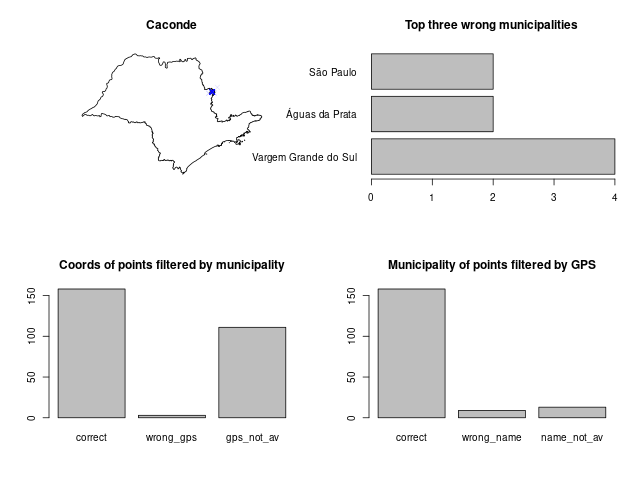 Caconde
Top three wrong municipalities
São Paulo
Águas da Prata
Vargem Grande do Sul
0 1 2 3 4
Coords of points filtered by municipality
150
100
50
0
correct wrong_gps gps_not_av
Municipality of points filtered by GPS
150
100
50
0
correct wrong_name name_not_av